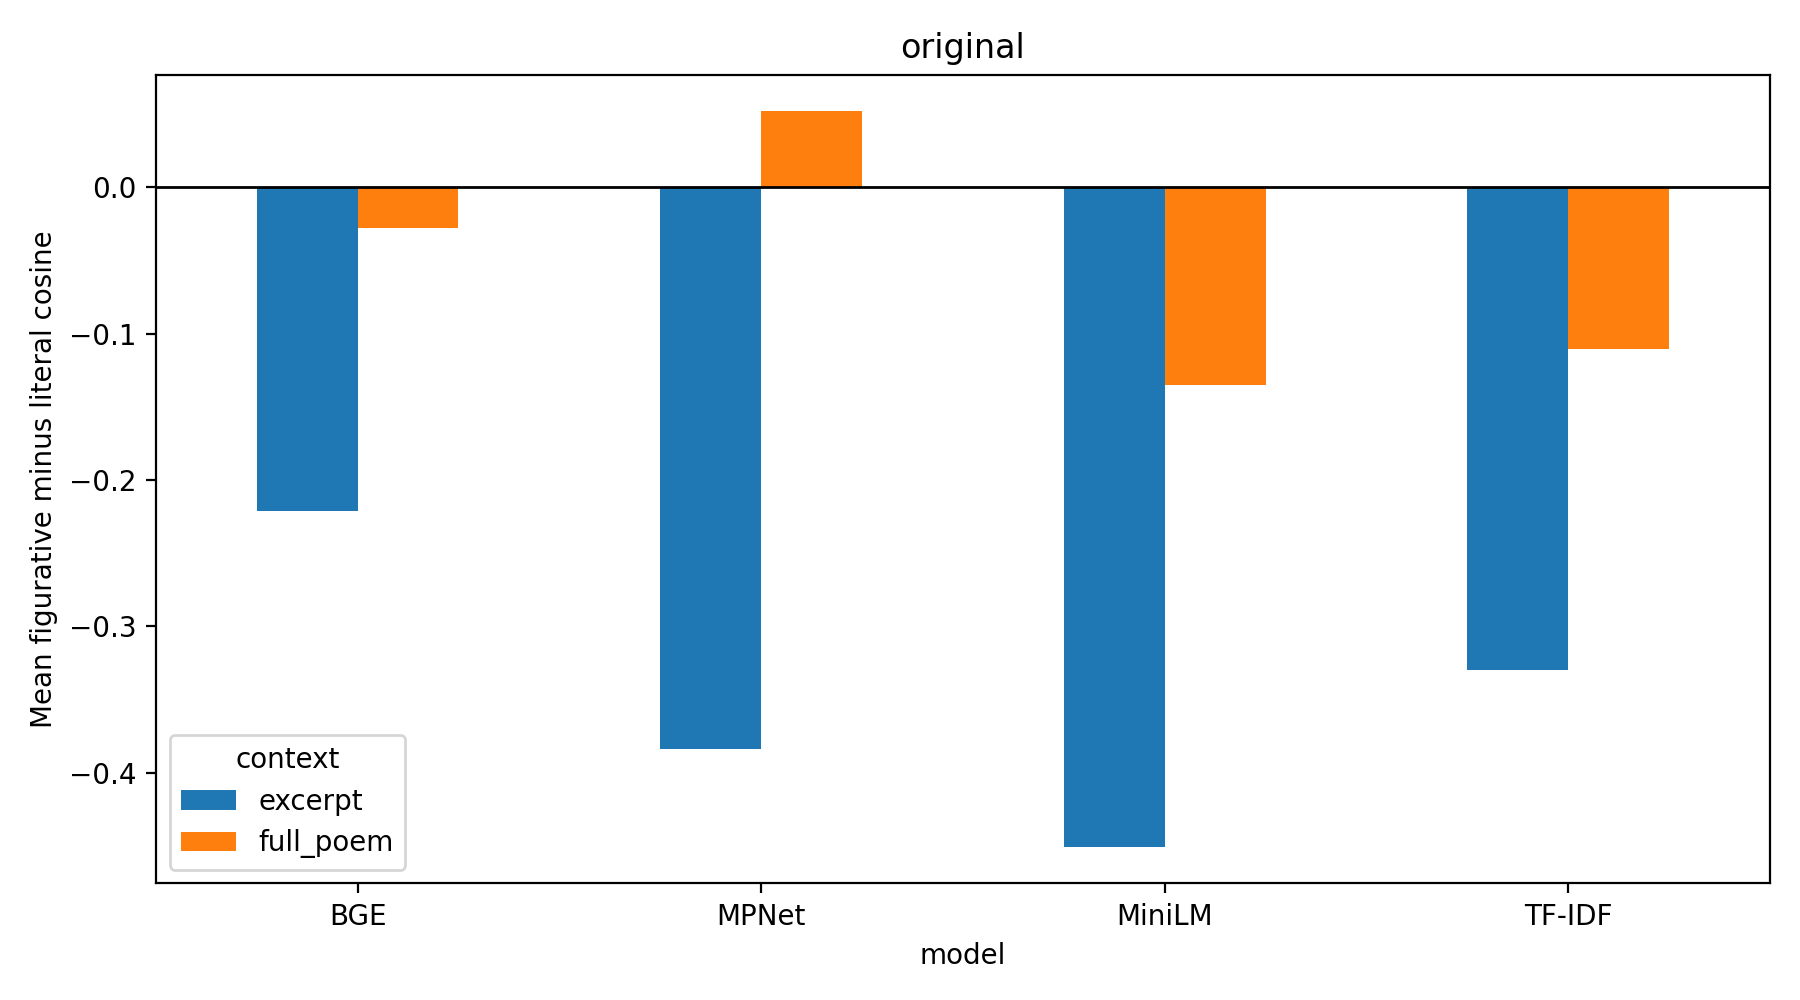 original
Mean figurative minus literal cosine
0.0
−0.1
−0.2
−0.3
−0.4
context
excerpt
full_poem
BGE
MPNet
MiniLM
TF-IDF
model